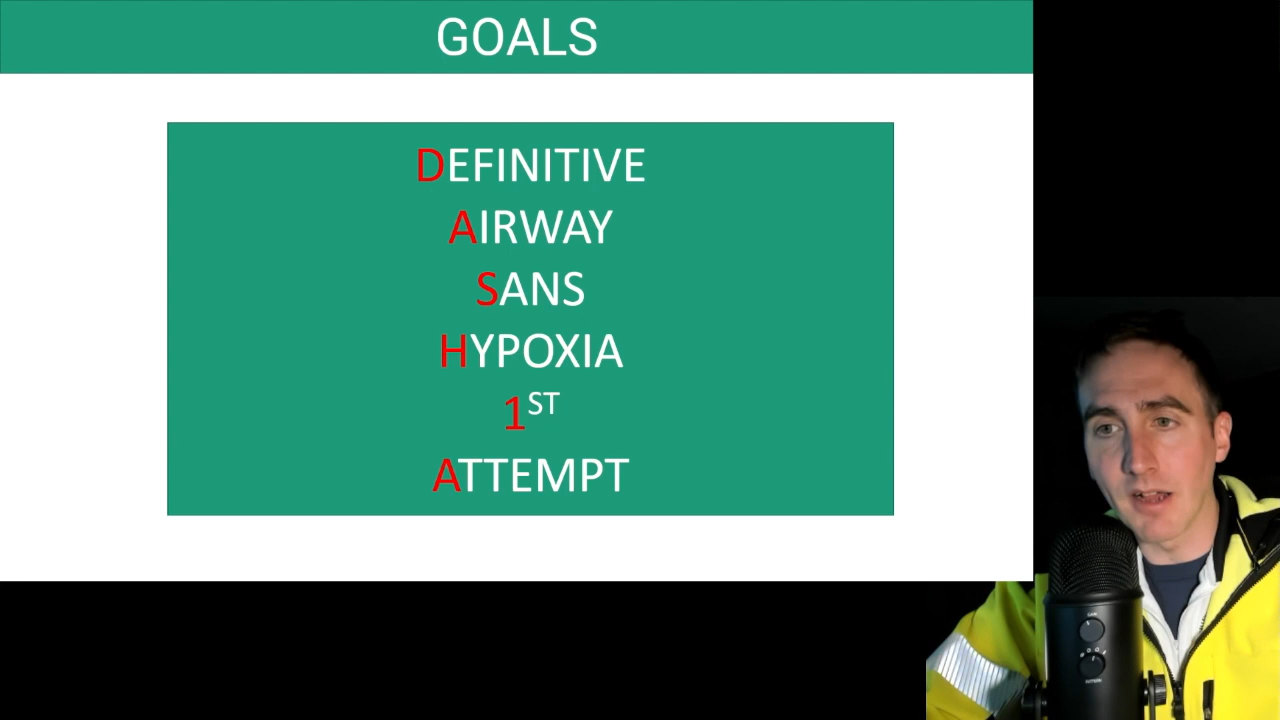 GOALS
DEFINITIVE
AIRWAY
SANS
HYPOXIA
1ST
ATTEMPT